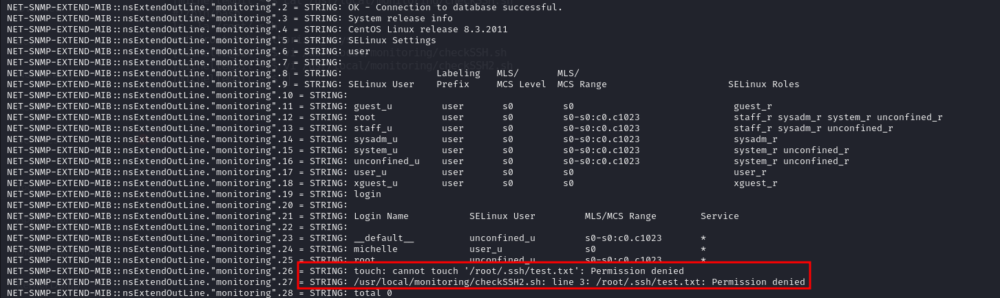 NET-SNMP-EXTEND-MIB::nsExtendOutLine."monitoring".2 = STRING: OK - Connection to database successful.
NET-SNMP-EXTEND-MIB::nsExtendOutLine."monitoring".3 = STRING: System release info
NET-SNMP-EXTEND-MIB::nsExtendOutLine."monitoring".4 = STRING: CentOS Linux release 8.3.2011
NET-SNMP-EXTEND-MIB::nsExtendOutLine."monitoring".5 = STRING: SELinux Settings
NET-SNMP-EXTEND-MIB::nsExtendOutLine."monitoring".6 = STRING: user
NET-SNMP-EXTEND-MIB::nsExtendOutLine."monitoring".7 = STRING:
NET-SNMP-EXTEND-MIB::nsExtendOutLine."monitoring".8 = STRING:                 Labeling   MLS/       MLS/
NET-SNMP-EXTEND-MIB::nsExtendOutLine."monitoring".9 = STRING: SELinux User    Prefix     MCS Level  MCS Range                      SELinux Roles
NET-SNMP-EXTEND-MIB::nsExtendOutLine."monitoring".10 = STRING:
NET-SNMP-EXTEND-MIB::nsExtendOutLine."monitoring".11 = STRING: guest_u         user       s0         s0                             guest_r
NET-SNMP-EXTEND-MIB::nsExtendOutLine."monitoring".12 = STRING: root            user       s0         s0-s0:c0.c1023                 staff_r sysadm_r system_r unconfined_r
NET-SNMP-EXTEND-MIB::nsExtendOutLine."monitoring".13 = STRING: staff_u         user       s0         s0-s0:c0.c1023                 staff_r sysadm_r unconfined_r
NET-SNMP-EXTEND-MIB::nsExtendOutLine."monitoring".14 = STRING: sysadm_u        user       s0         s0-s0:c0.c1023                 sysadm_r
NET-SNMP-EXTEND-MIB::nsExtendOutLine."monitoring".15 = STRING: system_u        user       s0         s0-s0:c0.c1023                 system_r unconfined_r
NET-SNMP-EXTEND-MIB::nsExtendOutLine."monitoring".16 = STRING: unconfined_u    user       s0         s0-s0:c0.c1023                 system_r unconfined_r
NET-SNMP-EXTEND-MIB::nsExtendOutLine."monitoring".17 = STRING: user_u          user       s0         s0                             user_r
NET-SNMP-EXTEND-MIB::nsExtendOutLine."monitoring".18 = STRING: xguest_u        user       s0         s0                             xguest_r
NET-SNMP-EXTEND-MIB::nsExtendOutLine."monitoring".19 = STRING: login
NET-SNMP-EXTEND-MIB::nsExtendOutLine."monitoring".20 = STRING:
NET-SNMP-EXTEND-MIB::nsExtendOutLine."monitoring".21 = STRING: Login Name           SELinux User         MLS/MCS Range        Service
NET-SNMP-EXTEND-MIB::nsExtendOutLine."monitoring".22 = STRING:
NET-SNMP-EXTEND-MIB::nsExtendOutLine."monitoring".23 = STRING: __default__          unconfined_u         s0-s0:c0.c1023       *
NET-SNMP-EXTEND-MIB::nsExtendOutLine."monitoring".24 = STRING: michelle             user_u               s0                   *
NET-SNMP-EXTEND-MIB::nsExtendOutLine."monitoring".25 = STRING: root                 unconfined_u         s0-s0:c0.c1023       *
NET-SNMP-EXTEND-MIB::nsExtendOutLine."monitoring".26 = STRING: touch: cannot touch '/root/.ssh/test.txt': Permission denied
NET-SNMP-EXTEND-MIB::nsExtendOutLine."monitoring".27 = STRING: /usr/local/monitoring/checkSSH2.sh: line 3: /root/.ssh/test.txt: Permission denied
NET-SNMP-EXTEND-MIB::nsExtendOutLine."monitoring".28 = STRING: total 0